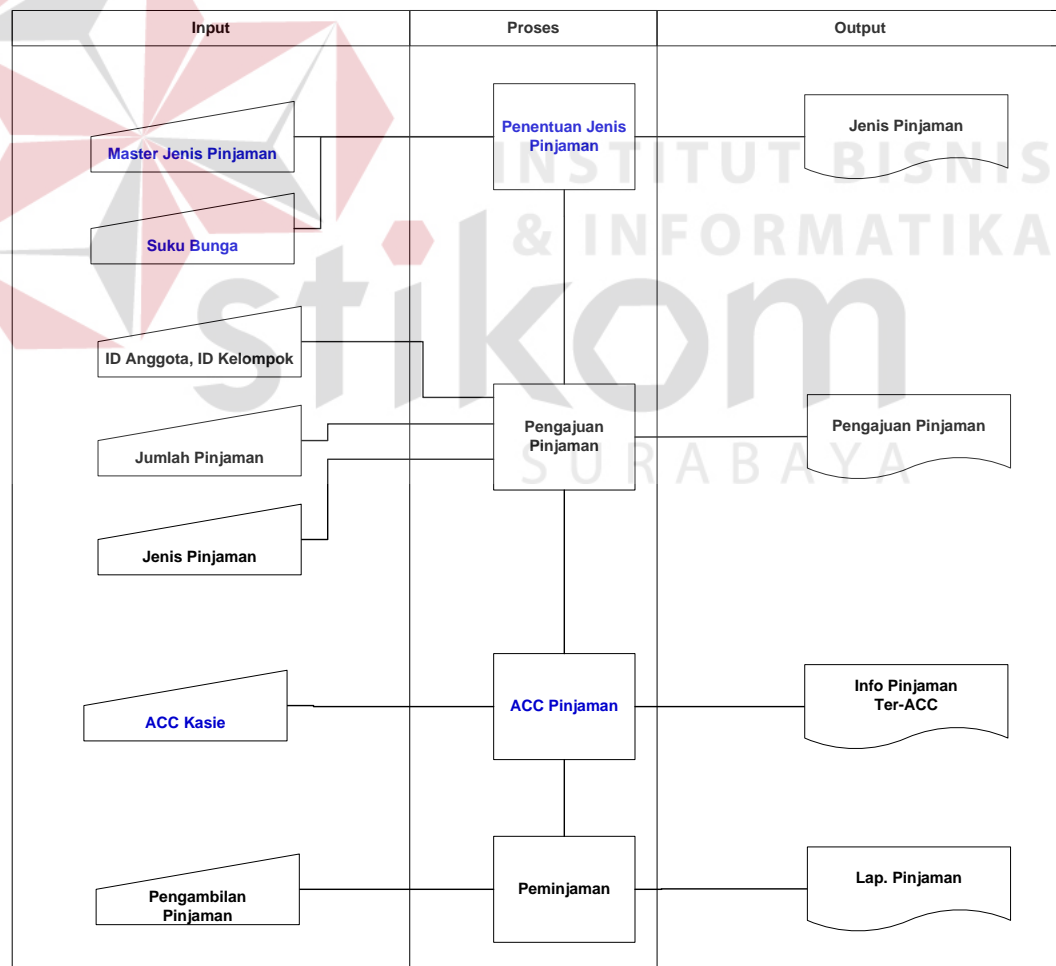 Input
Proses
Output
Master Jenis Pinjaman
Penentuan Jenis
Pinjaman
Jenis Pinjaman
Suku Bunga
INSTITUT BISNIS
& INFORMATIKA
stikom
SURABAYA
ID Anggota, ID Kelompok
Jumlah Pinjaman
Jenis Pinjaman
Pengajuan
Pinjaman
Pengajuan Pinjaman
ACC Kasie
ACC Pinjaman
Info Pinjaman
Ter-ACC
Pengambilan
Pinjaman
Peminjaman
Lap. Pinjaman